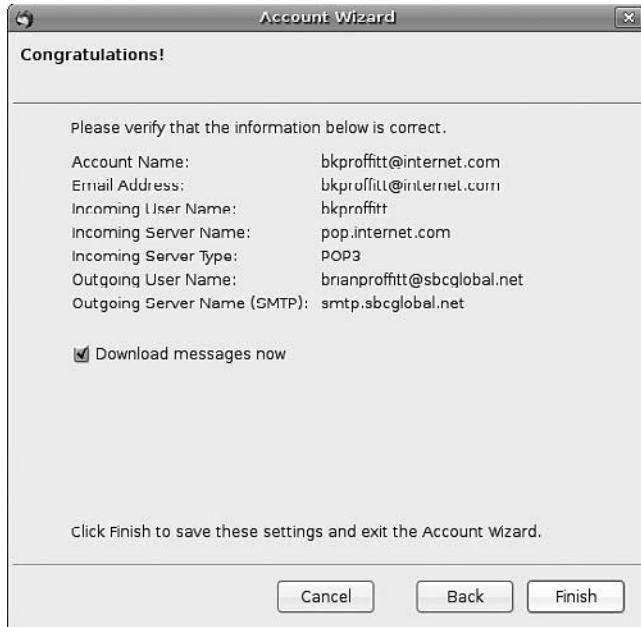 Account Wizard
Congratulations!
Please verify that the information below is correct.
Account Name: bkproffitt@internet.com
Email Address: bkproffitt@internet.com
Incoming User Name: bkproffitt
Incoming Server Name: pop.internet.com
Incoming Server Type: POP3
Outgoing User Name: brianproffitt@sbcglobal.net
Outgoing Server Name (SMTP): smtp.sbcglobal.net
Download messages now
Click Finish to save these settings and exit the Account Wizard.
Cancel Back Finish